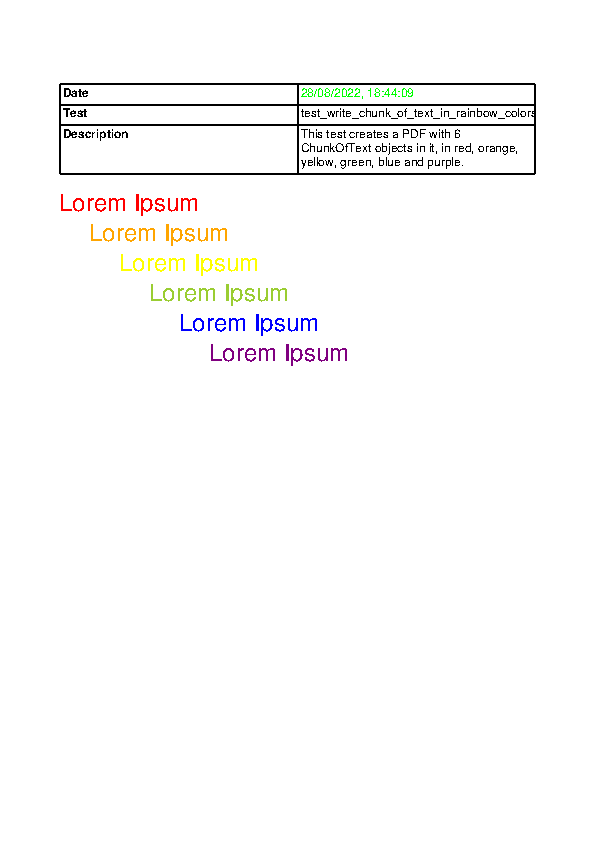 Date 28/08/2022, 18:44:09
Test test_write_chunk_of_text_in_rainbow_colors
Description This test creates a PDF with 6
ChunkOfText objects in it, in red, orange,
yellow, green, blue and purple.
Lorem Ipsum
Lorem Ipsum
Lorem Ipsum
Lorem Ipsum
Lorem Ipsum
Lorem Ipsum